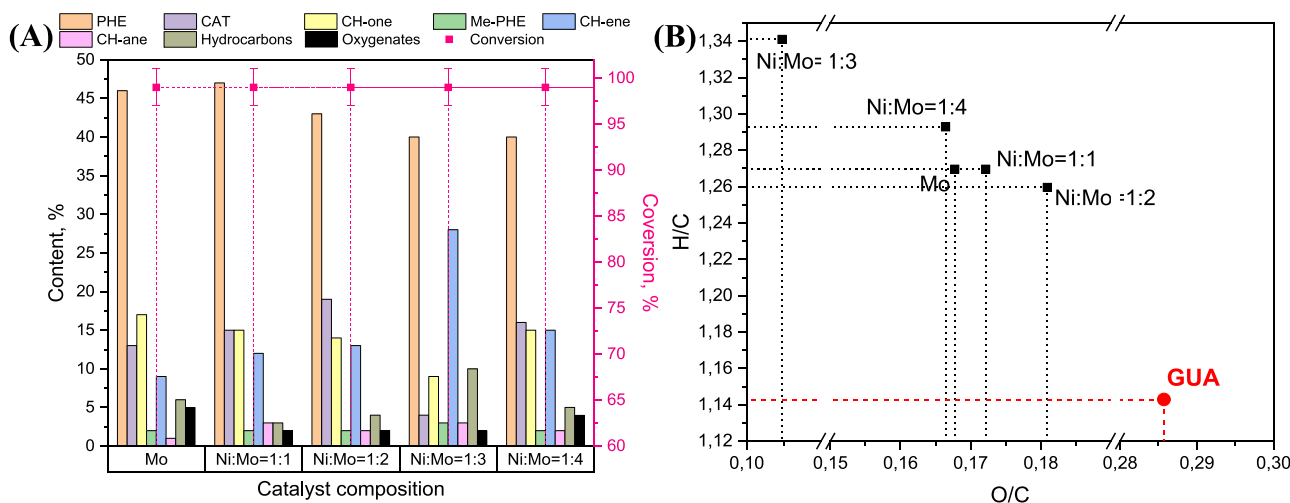 (A)
PHE CAT CH-one Me-PHE CH-ene
CH-ane Hydrocarbons Oxygenates Conversion
50
45
40
35
30
25
20
15
10
5
0
Content, %
100
95
90
85
80
75
70
65
60
Coversion, %
Mo Ni:Mo=1:1 Ni:Mo=1:2 Ni:Mo=1:3 Ni:Mo=1:4
Catalyst composition
(B)
1,34
1,32
1,30
1,28
1,26
1,24
1,22
1,20
1,18
1,16
1,14
1,12
H/C
Ni:Mo=1:3
Ni:Mo=1:4
Ni:Mo=1:1
Mo
Ni:Mo=1:2
GUA
0,10 0,15 0,16 0,17 0,18 0,28 0,29 0,30
O/C